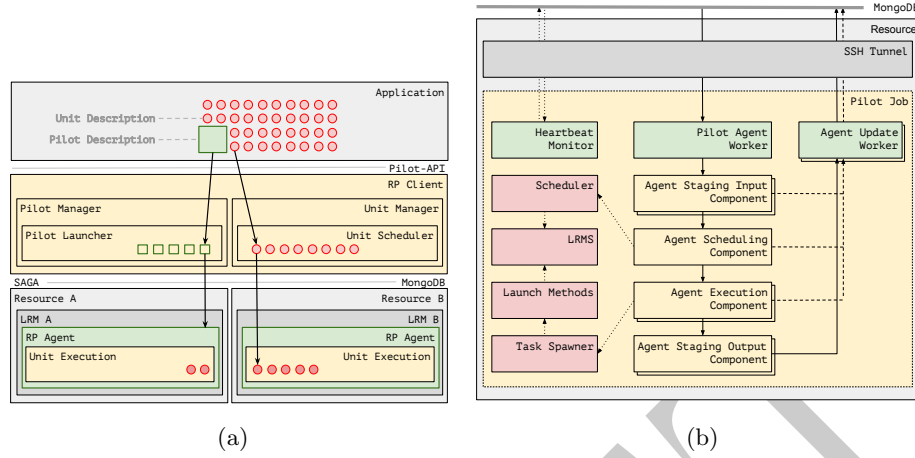 Application
Unit Description
Pilot Description
Pilot-API
RP Client
Pilot Manager
Unit Manager
Pilot Launcher
Unit Scheduler
SAGA
MongoDB
Resource A
Resource B
LRM A
LRM B
RP Agent
RP Agent
Unit Execution
Unit Execution
(a)
MongoDB
Resource
SSH Tunnel
Pilot Job
Heartbeat
Monitor
Pilot Agent
Worker
Agent Update
Worker
Scheduler
Agent Staging Input
Component
LRMS
Agent Scheduling
Component
Launch Methods
Agent Execution
Component
Task Spawner
Agent Staging Output
Component
(b)